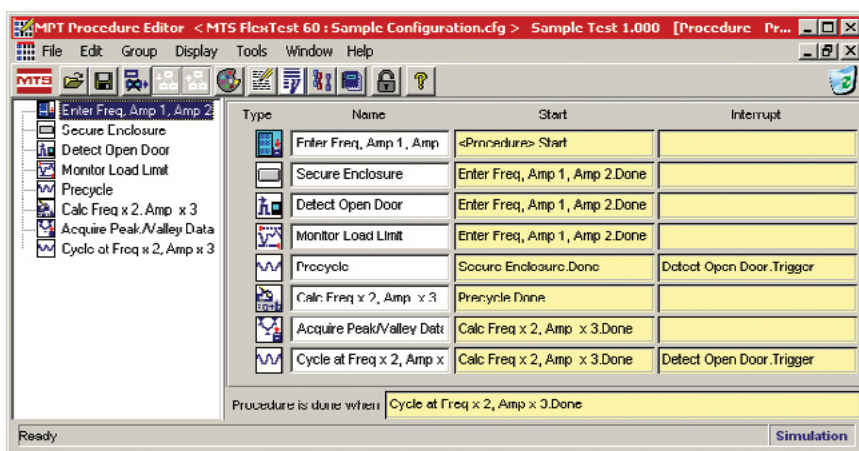 MPT Procedure Editor < MTS FlexTest 60 : Sample Configuration.cfg > Sample Test 1.000 [Procedure Pr...
File Edit Group Display Tools Window Help
MTS
Enter Freq, Amp 1, Amp 2
Secure Enclosure
Detect Open Door
Monitor Load Limit
Precycle
Calc Freq x 2, Amp x 3
Acquire Peak/Valley Data
Cycle at Freq x 2, Amp x 3
Type Name Start Interrupt
Enter Freq, Amp 1, Amp <Procedure> Start
Secure Enclosure Enter Freq, Amp 1, Amp 2.Done
Detect Open Door Enter Freq, Amp 1, Amp 2.Done
Monitor Load Limit Enter Freq, Amp 1, Amp 2.Done
Precycle Secure Enclosure.Done Detect Open Door.Trigger
Calc Freq x 2, Amp x 3 Precycle Done
Acquire Peak/Valley Data Calc Freq x 2, Amp x 3.Done
Cycle at Freq x 2, Amp x Calc Freq x 2, Amp x 3.Done Detect Open Door.Trigger
Procedure is done when Cycle at Freq x 2, Amp x 3.Done
Ready Simulation